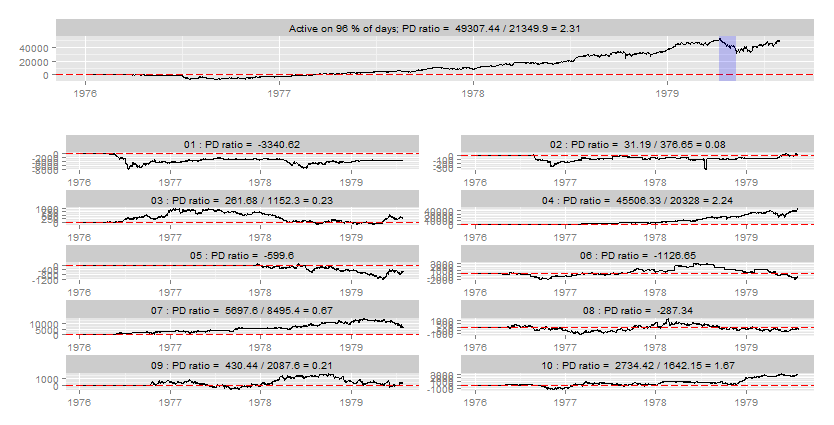 Active on 96 % of days; PD ratio = 49307.44 / 21349.9 = 2.31
40000
20000
0
1976 1977 1978 1979
01 : PD ratio = -3340.62
02 : PD ratio = 31.19 / 376.65 = 0.08
1976 1977 1978 1979
1976 1977 1978 1979
03 : PD ratio = 261.68 / 1152.3 = 0.23
04 : PD ratio = 45506.33 / 20328 = 2.24
1976 1977 1978 1979
1976 1977 1978 1979
05 : PD ratio = -599.6
06 : PD ratio = -1126.65
1976 1977 1978 1979
1976 1977 1978 1979
07 : PD ratio = 5697.6 / 8495.4 = 0.67
08 : PD ratio = -287.34
10000
5000
0
1976 1977 1978 1979
1976 1977 1978 1979
09 : PD ratio = 430.44 / 2087.6 = 0.21
10 : PD ratio = 2734.42 / 1642.15 = 1.67
1000
1976 1977 1978 1979
1976 1977 1978 1979